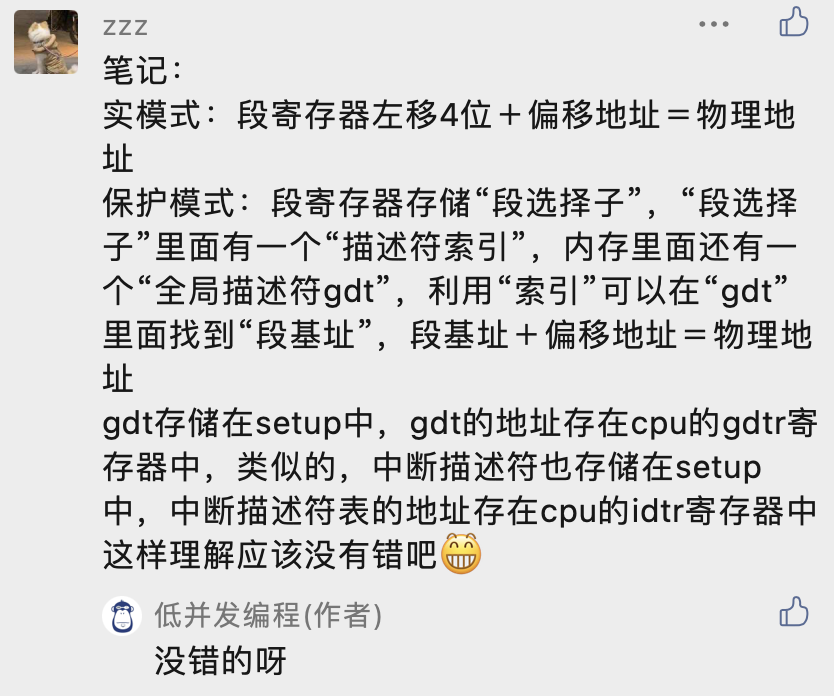 zzz
笔记：
实模式：段寄存器左移4位＋偏移地址＝物理地
址
保护模式：段寄存器存储“段选择子”，“段选择
子”里面有一个“描述符索引”，内存里面还有一
个“全局描述符gdt”，利用“索引”可以在“gdt”
里面找到“段基址”，段基址＋偏移地址＝物理地
址
gdt存储在setup中，gdt的地址存在cpu的gdtr寄
存器中，类似的，中断描述符也存储在setup
中，中断描述符表的地址存在cpu的idtr寄存器中
这样理解应该没有错吧😁
低并发编程(作者)
没错的呀